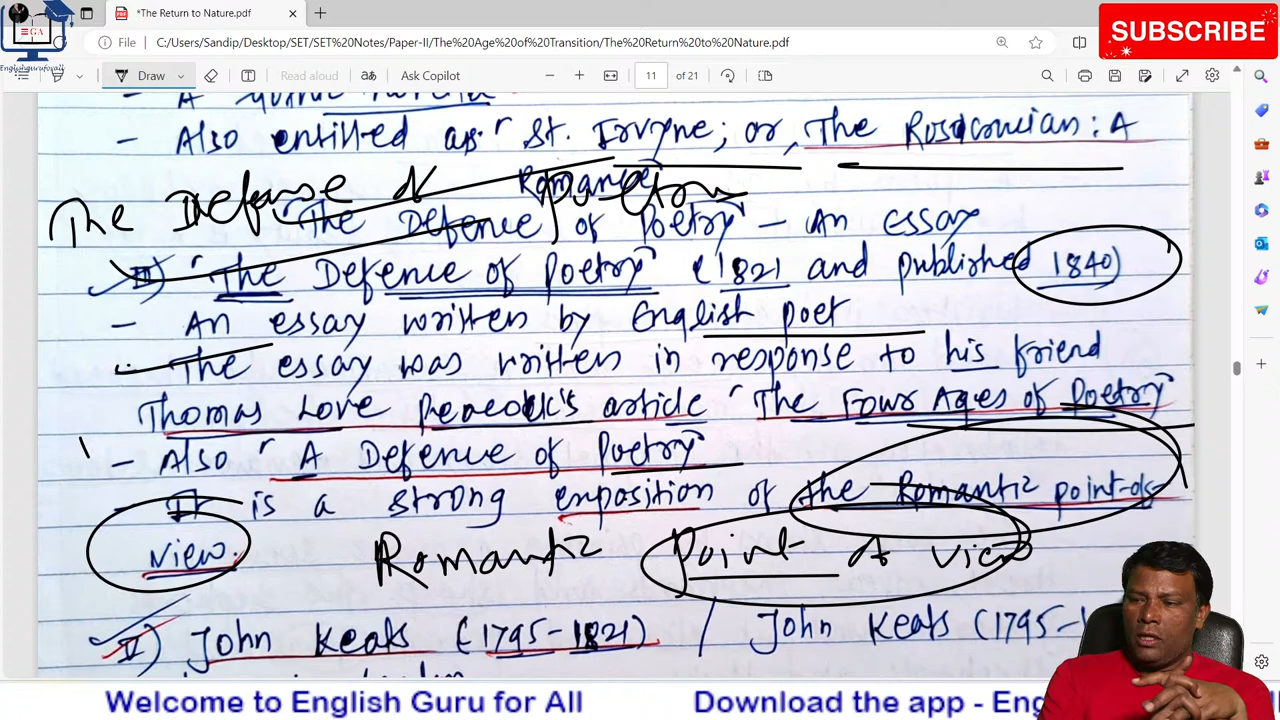 *The Return to Nature.pdf
SUBSCRIBE
EGA
Englishguruforall
File
C:/Users/Sandip/Desktop/SET/SET%20Notes/Paper-II/The%20Age%20of%20Transition/The%20Return%20to%20Nature.pdf
Draw
Read aloud
Ask Copilot
11 of 21
- Also entitled as "St. Irvyne; or, The Rosicrucian: A
Romance"
The Defense of Poetry
"The Defence of Poetry" - An essay
"The Defence of Poetry" (1821 and published 1840)
- An essay written by English poet
- The essay was written in response to his friend
Thomas Love Peacock's article "The Four Ages of Poetry"
- Also "A Defence of Poetry"
- It is a strong exposition of the Romantic point-of-
view.
Romantic Point of View
V) John Keats (1795-1821) / John Keats (1795-1
Welcome to English Guru for All
Download the app - Eng